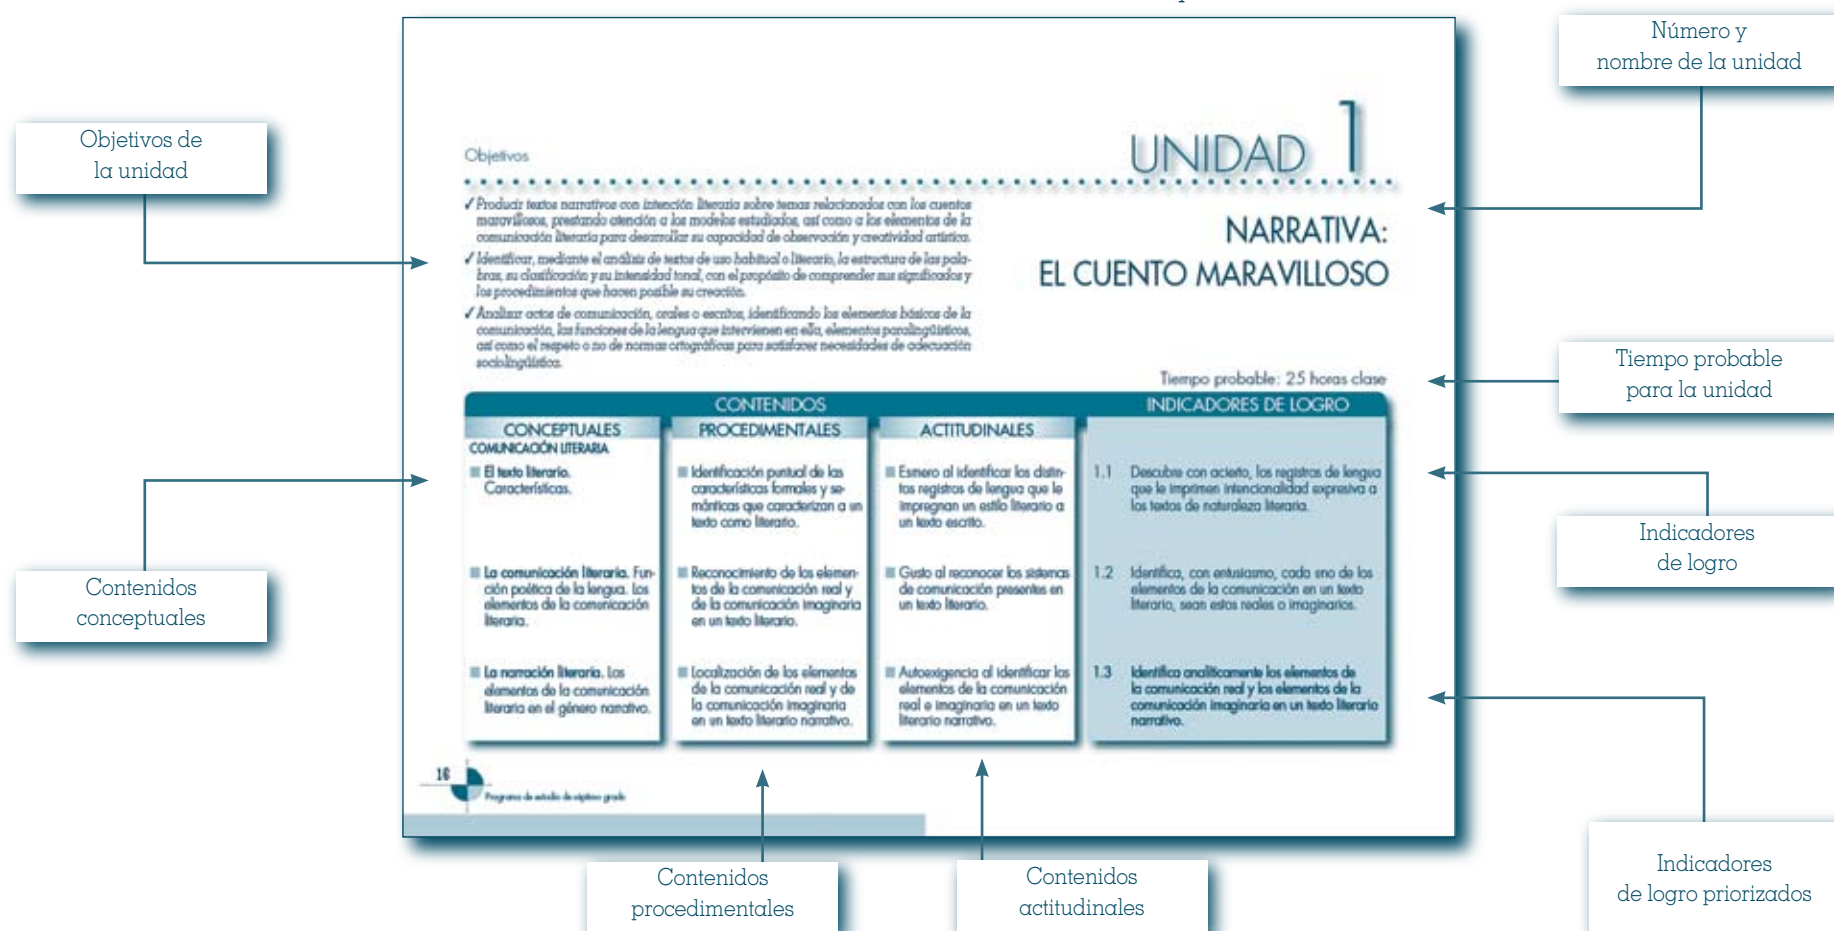 Número y
nombre de la unidad
Objetivos de
la unidad
Objetivos
UNIDAD 1
✓ Producir textos narrativos con intención literaria sobre temas relacionados con los cuentos
maravillosos, prestando atención a los modelos estudiados, así como a los elementos de la
comunicación literaria para desarrollar su capacidad de observación y creatividad artística.
✓ Identificar, mediante el análisis de textos de uso habitual o literario, la estructura de las pala-
bras, su clasificación y su intensidad tonal, con el propósito de comprender sus significados y
los procedimientos que hacen posible su creación.
✓ Analizar actos de comunicación, orales o escritos, identificando los elementos básicos de la
comunicación, las funciones de la lengua que intervienen en ella, elementos paralingüísticos,
así como el respeto o no de normas ortográficas para satisfacer necesidades de adecuación
sociolingüística.
NARRATIVA:
EL CUENTO MARAVILLOSO
Tiempo probable: 25 horas clase
Tiempo probable
para la unidad
CONTENIDOS
INDICADORES DE LOGRO
CONCEPTUALES
PROCEDIMENTALES
ACTITUDINALES
COMUNICACIÓN LITERARIA
■ El texto literario.
Características.
■ Identificación puntual de las
características formales y se-
mánticas que caracterizan a un
texto como literario.
■ Esmero al identificar los distin-
tos registros de lengua que le
impregnan un estilo literario a
un texto escrito.
1.1 Descubre con acierto, los registros de lengua
que le imprimen intencionalidad expresiva a
los textos de naturaleza literaria.
Indicadores
de logro
Contenidos
conceptuales
■ La comunicación literaria. Fun-
ción poética de la lengua. Los
elementos de la comunicación
literaria.
■ Reconocimiento de los elemen-
tos de la comunicación real y
de la comunicación imaginaria
en un texto literario.
■ Gusto al reconocer los sistemas
de comunicación presentes en
un texto literario.
1.2 Identifica, con entusiasmo, cada uno de los
elementos de la comunicación en un texto
literario, sean estos reales o imaginarios.
■ La narración literaria. Los
elementos de la comunicación
literaria en el género narrativo.
■ Localización de los elementos
de la comunicación real y de
la comunicación imaginaria
en un texto literario narrativo.
■ Autoexigencia al identificar los
elementos de la comunicación
real e imaginaria en un texto
literario narrativo.
1.3 Identifica analíticamente los elementos de
la comunicación real y los elementos de la
comunicación imaginaria en un texto literario
narrativo.
16
Programa de estudio de séptimo grado
Contenidos
procedimentales
Contenidos
actitudinales
Indicadores
de logro priorizados